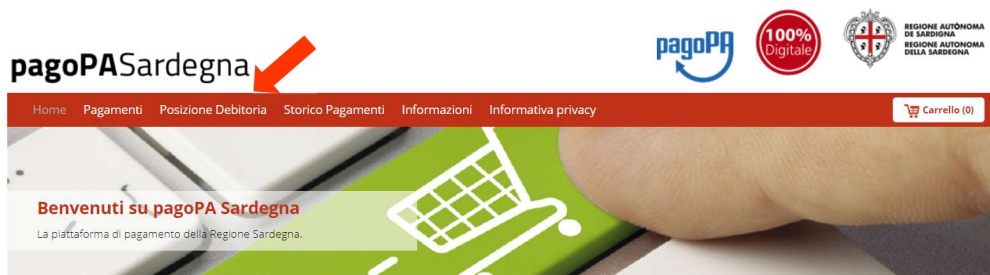 pagoPASardegna
pagoPA
100%
Digitale
REGIONE AUTÒNOMA
DE SARDIGNA
REGIONE AUTONOMA
DELLA SARDEGNA
Home Pagamenti Posizione Debitoria Storico Pagamenti Informazioni Informativa privacy
Carrello (0)
Benvenuti su pagoPA Sardegna
La piattaforma di pagamento della Regione Sardegna.